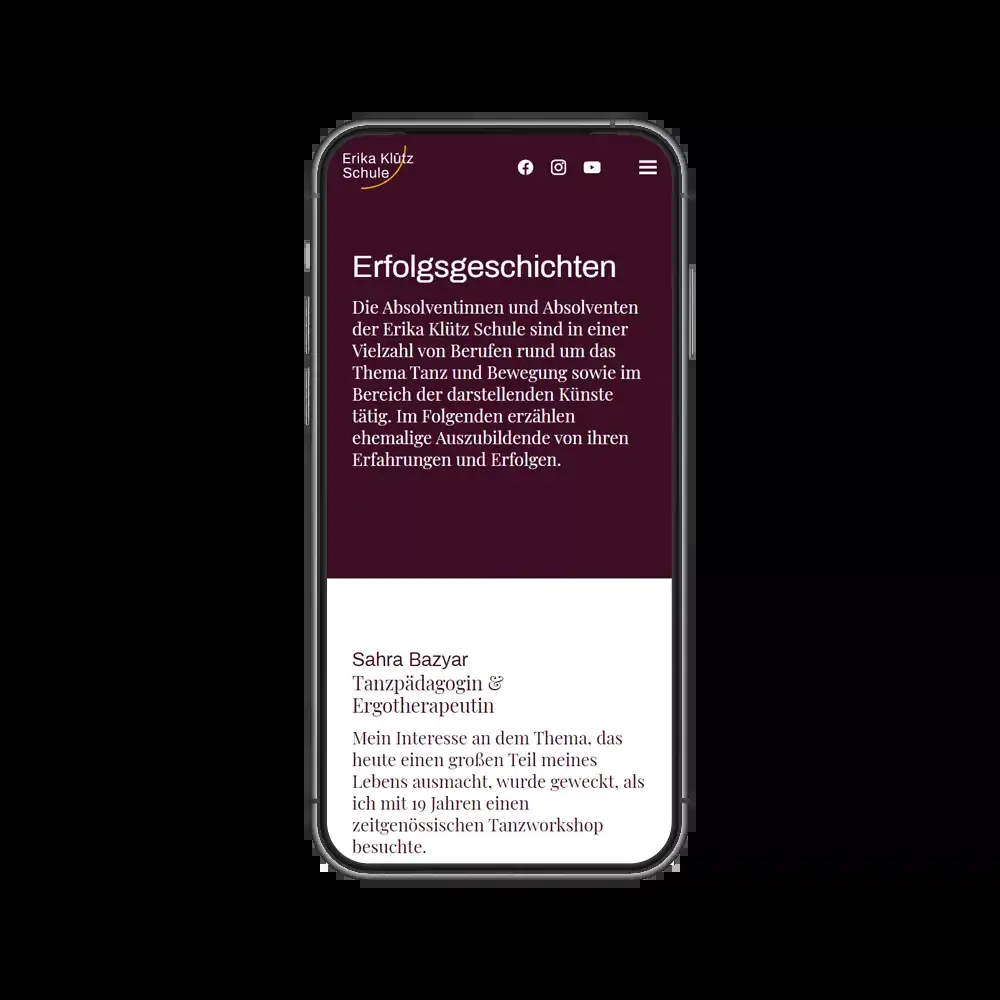 Erika Klütz
Schule
Erfolgsgeschichten
Die Absolventinnen und Absolventen
der Erika Klütz Schule sind in einer
Vielzahl von Berufen rund um das
Thema Tanz und Bewegung sowie im
Bereich der darstellenden Künste
tätig. Im Folgenden erzählen
ehemalige Auszubildende von ihren
Erfahrungen und Erfolgen.
Sahra Bazyar
Tanzpädagogin &
Ergotherapeutin
Mein Interesse an dem Thema, das
heute einen großen Teil meines
Lebens ausmacht, wurde geweckt, als
ich mit 19 Jahren einen
zeitgenössischen Tanzworkshop
besuchte.